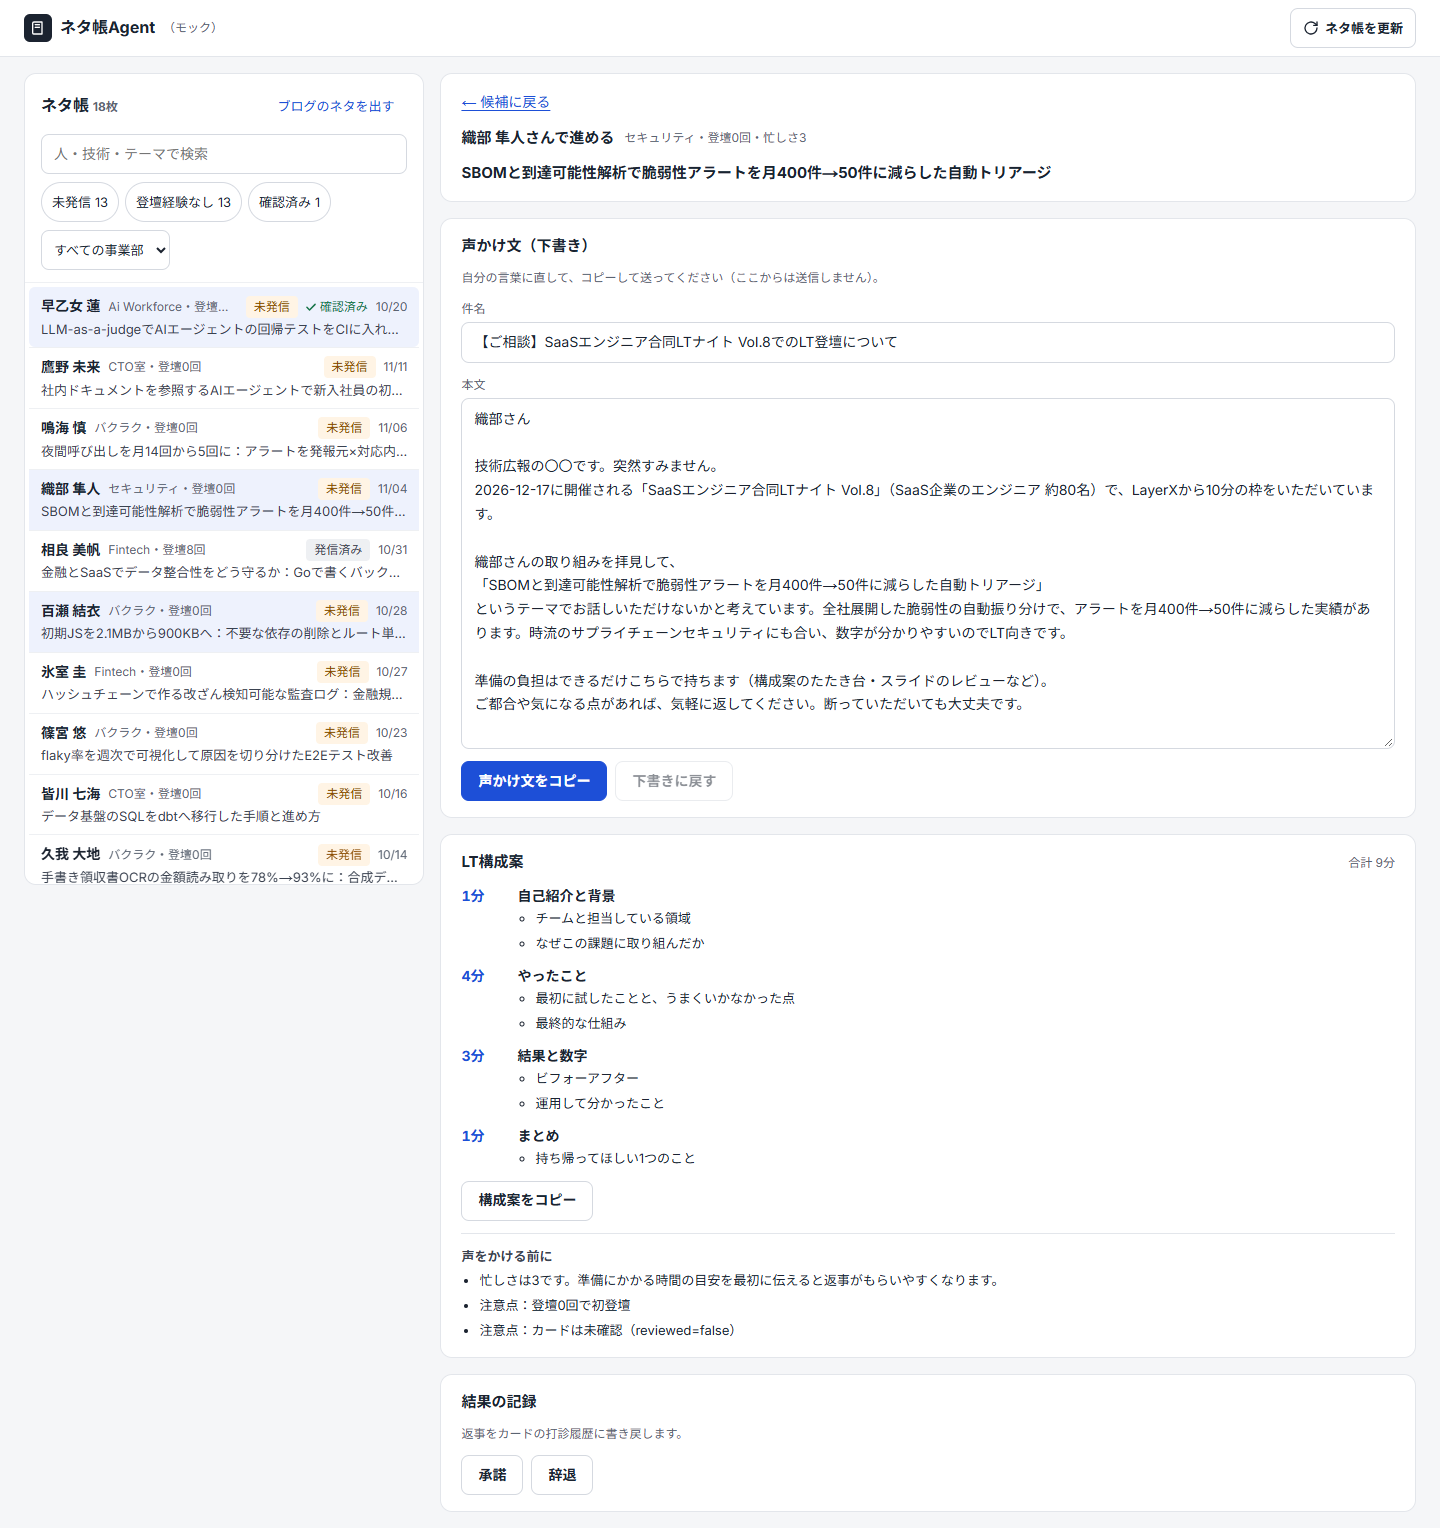 ネタ帳Agent （モック）
ネタ帳を更新
ネタ帳 18枚
ブログのネタを出す
人・技術・テーマで検索
未発信 13 登壇経験なし 13 確認済み 1
すべての事業部
早乙女 蓮 Ai Workforce・登壇… 未発信 ✓ 確認済み 10/20
LLM-as-a-judgeでAIエージェントの回帰テストをCIに入れ…
鷹野 未来 CTO室・登壇0回 未発信 11/11
社内ドキュメントを参照するAIエージェントで新入社員の初…
鳴海 慎 バクラク・登壇0回 未発信 11/06
夜間呼び出しを月14回から5回に：アラートを発報元×対応内…
織部 隼人 セキュリティ・登壇0回 未発信 11/04
SBOMと到達可能性解析で脆弱性アラートを月400件→50件…
相良 美帆 Fintech・登壇8回 発信済み 10/31
金融とSaaSでデータ整合性をどう守るか：Goで書くバック…
百瀬 結衣 バクラク・登壇0回 未発信 10/28
初期JSを2.1MBから900KBへ：不要な依存の削除とルート単…
氷室 圭 Fintech・登壇0回 未発信 10/27
ハッシュチェーンで作る改ざん検知可能な監査ログ：金融規…
篠宮 悠 バクラク・登壇0回 未発信 10/23
flaky率を週次で可視化して原因を切り分けたE2Eテスト改善
皆川 七海 CTO室・登壇0回 未発信 10/16
データ基盤のSQLをdbtへ移行した手順と進め方
久我 大地 バクラク・登壇0回 未発信 10/14
手書き領収書OCRの金額読み取りを78%→93%に：合成デ…
← 候補に戻る
織部 隼人さんで進める セキュリティ・登壇0回・忙しさ3
SBOMと到達可能性解析で脆弱性アラートを月400件→50件に減らした自動トリアージ
声かけ文（下書き）
自分の言葉に直して、コピーして送ってください（ここからは送信しません）。
件名
【ご相談】SaaSエンジニア合同LTナイト Vol.8でのLT登壇について
本文
織部さん
技術広報の〇〇です。突然すみません。
2026-12-17に開催される「SaaSエンジニア合同LTナイト Vol.8」（SaaS企業のエンジニア 約80名）で、LayerXから10分の枠をいただいていま
す。
織部さんの取り組みを拝見して、
「SBOMと到達可能性解析で脆弱性アラートを月400件→50件に減らした自動トリアージ」
というテーマでお話しいただけないかと考えています。全社展開した脆弱性の自動振り分けで、アラートを月400件→50件に減らした実績があ
ります。時流のサプライチェーンセキュリティにも合い、数字が分かりやすいのでLT向きです。
準備の負担はできるだけこちらで持ちます（構成案のたたき台・スライドのレビューなど）。
ご都合や気になる点があれば、気軽に返してください。断っていただいても大丈夫です。
声かけ文をコピー 下書きに戻す
LT構成案 合計 9分
1分 自己紹介と背景
チームと担当している領域
なぜこの課題に取り組んだか
4分 やったこと
最初に試したことと、うまくいかなかった点
最終的な仕組み
3分 結果と数字
ビフォーアフター
運用して分かったこと
1分 まとめ
持ち帰ってほしい1つのこと
構成案をコピー
声をかける前に
忙しさは3です。準備にかかる時間の目安を最初に伝えると返事がもらいやすくなります。
注意点：登壇0回で初登壇
注意点：カードは未確認（reviewed=false）
結果の記録
返事をカードの打診履歴に書き戻します。
承諾 辞退